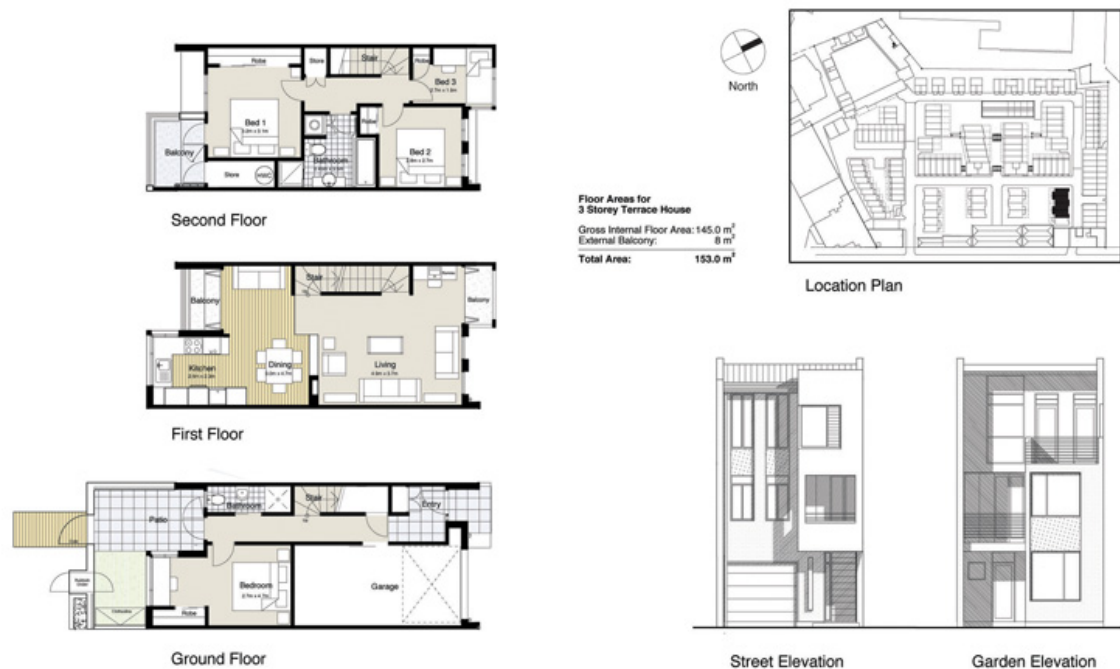 Robe
Store
Stair
Robe
Bed 3
Bed 1
Balcony
Robe
Bed 2
Bathroom
Store
HWC
Second Floor
Balcony
Stair
Balcony
Kitchen
Dining
Living
First Floor
Patio
Bathroom
Stair
Entry
Bedroom
Robe
Garage
Ground Floor
North
Floor Areas for
3 Storey Terrace House
Gross Internal Floor Area: 145.0 m²
External Balcony: 8 m²
Total Area: 153.0 m²
Location Plan
Street Elevation
Garden Elevation